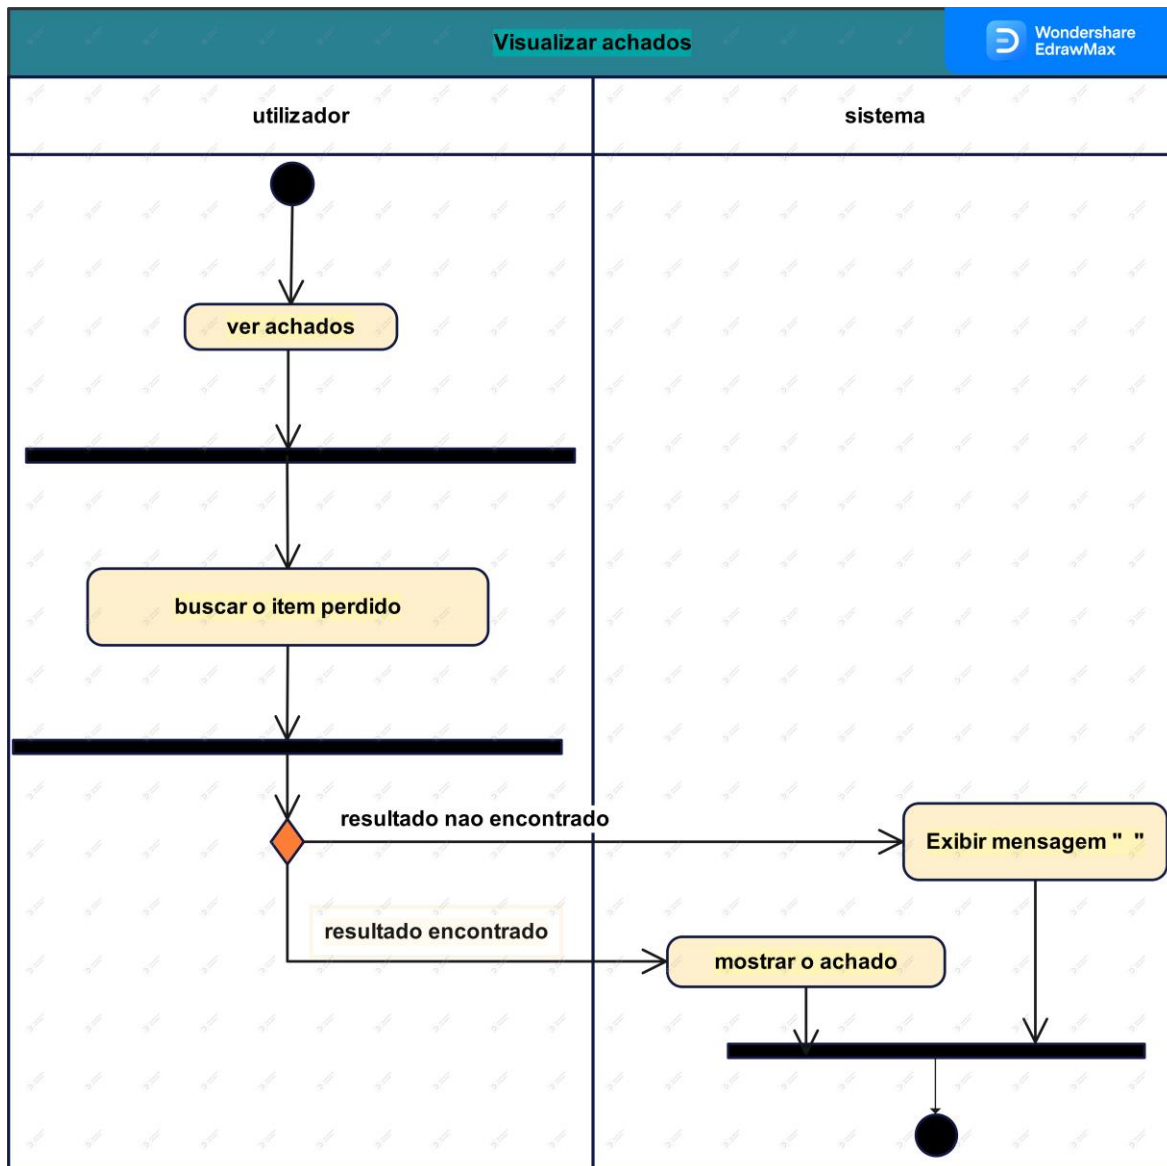 Visualizar achados
Wondershare
EdrawMax
utilizador
sistema
ver achados
buscar o item perdido
resultado nao encontrado
Exibir mensagem "  "
resultado encontrado
mostrar o achado